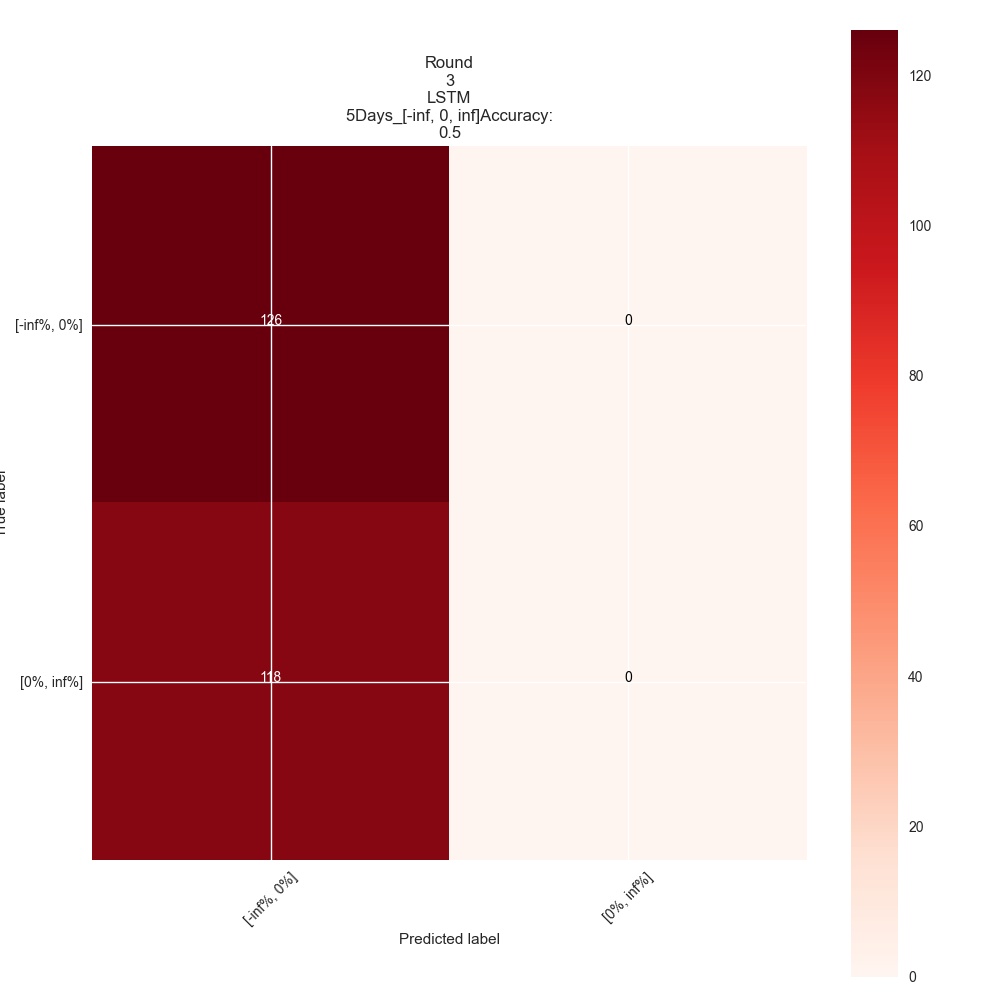 Round
3
LSTM
5Days_[-inf, 0, inf]Accuracy:
0.5
120
100
80
60
40
20
0
[-inf%, 0%]
126
0
[0%, inf%]
118
0
[-inf%, 0%]
[0%, inf%]
Predicted label